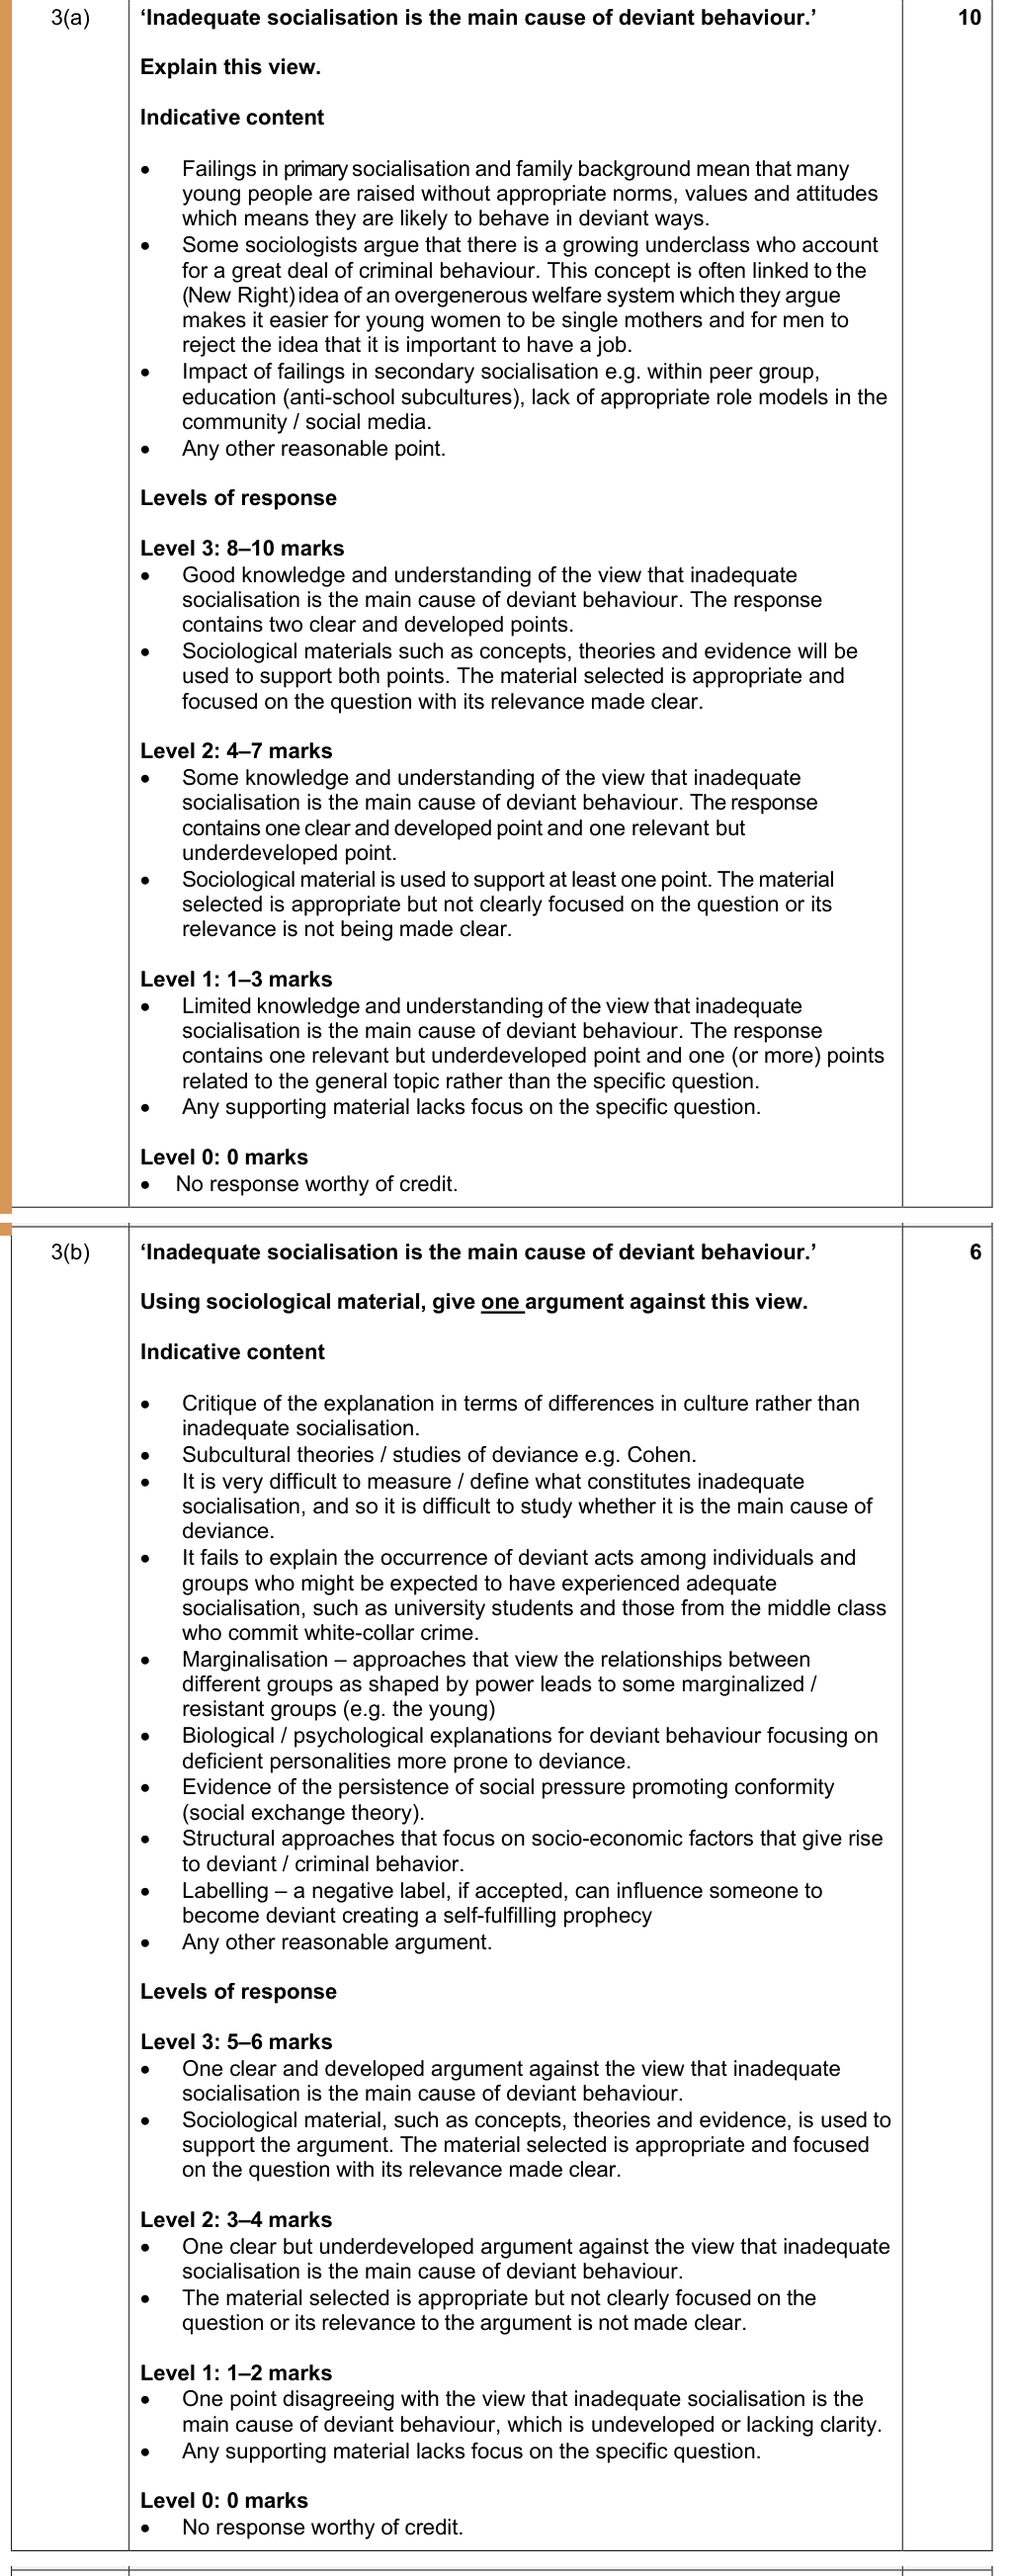 3(a) ‘Inadequate socialisation is the main cause of deviant behaviour.’ 10
Explain this view.
Indicative content
• Failings in primary socialisation and family background mean that many
young people are raised without appropriate norms, values and attitudes
which means they are likely to behave in deviant ways.
• Some sociologists argue that there is a growing underclass who account
for a great deal of criminal behaviour. This concept is often linked to the
(New Right) idea of an overgenerous welfare system which they argue
makes it easier for young women to be single mothers and for men to
reject the idea that it is important to have a job.
• Impact of failings in secondary socialisation e.g. within peer group,
education (anti-school subcultures), lack of appropriate role models in the
community / social media.
• Any other reasonable point.
Levels of response
Level 3: 8–10 marks
• Good knowledge and understanding of the view that inadequate
socialisation is the main cause of deviant behaviour. The response
contains two clear and developed points.
• Sociological materials such as concepts, theories and evidence will be
used to support both points. The material selected is appropriate and
focused on the question with its relevance made clear.
Level 2: 4–7 marks
• Some knowledge and understanding of the view that inadequate
socialisation is the main cause of deviant behaviour. The response
contains one clear and developed point and one relevant but
underdeveloped point.
• Sociological material is used to support at least one point. The material
selected is appropriate but not clearly focused on the question or its
relevance is not being made clear.
Level 1: 1–3 marks
• Limited knowledge and understanding of the view that inadequate
socialisation is the main cause of deviant behaviour. The response
contains one relevant but underdeveloped point and one (or more) points
related to the general topic rather than the specific question.
• Any supporting material lacks focus on the specific question.
Level 0: 0 marks
• No response worthy of credit.
3(b) ‘Inadequate socialisation is the main cause of deviant behaviour.’ 6
Using sociological material, give one argument against this view.
Indicative content
• Critique of the explanation in terms of differences in culture rather than
inadequate socialisation.
• Subcultural theories / studies of deviance e.g. Cohen.
• It is very difficult to measure / define what constitutes inadequate
socialisation, and so it is difficult to study whether it is the main cause of
deviance.
• It fails to explain the occurrence of deviant acts among individuals and
groups who might be expected to have experienced adequate
socialisation, such as university students and those from the middle class
who commit white-collar crime.
• Marginalisation – approaches that view the relationships between
different groups as shaped by power leads to some marginalized /
resistant groups (e.g. the young)
• Biological / psychological explanations for deviant behaviour focusing on
deficient personalities more prone to deviance.
• Evidence of the persistence of social pressure promoting conformity
(social exchange theory).
• Structural approaches that focus on socio-economic factors that give rise
to deviant / criminal behavior.
• Labelling – a negative label, if accepted, can influence someone to
become deviant creating a self-fulfilling prophecy
• Any other reasonable argument.
Levels of response
Level 3: 5–6 marks
• One clear and developed argument against the view that inadequate
socialisation is the main cause of deviant behaviour.
• Sociological material, such as concepts, theories and evidence, is used to
support the argument. The material selected is appropriate and focused
on the question with its relevance made clear.
Level 2: 3–4 marks
• One clear but underdeveloped argument against the view that inadequate
socialisation is the main cause of deviant behaviour.
• The material selected is appropriate but not clearly focused on the
question or its relevance to the argument is not made clear.
Level 1: 1–2 marks
• One point disagreeing with the view that inadequate socialisation is the
main cause of deviant behaviour, which is undeveloped or lacking clarity.
• Any supporting material lacks focus on the specific question.
Level 0: 0 marks
• No response worthy of credit.